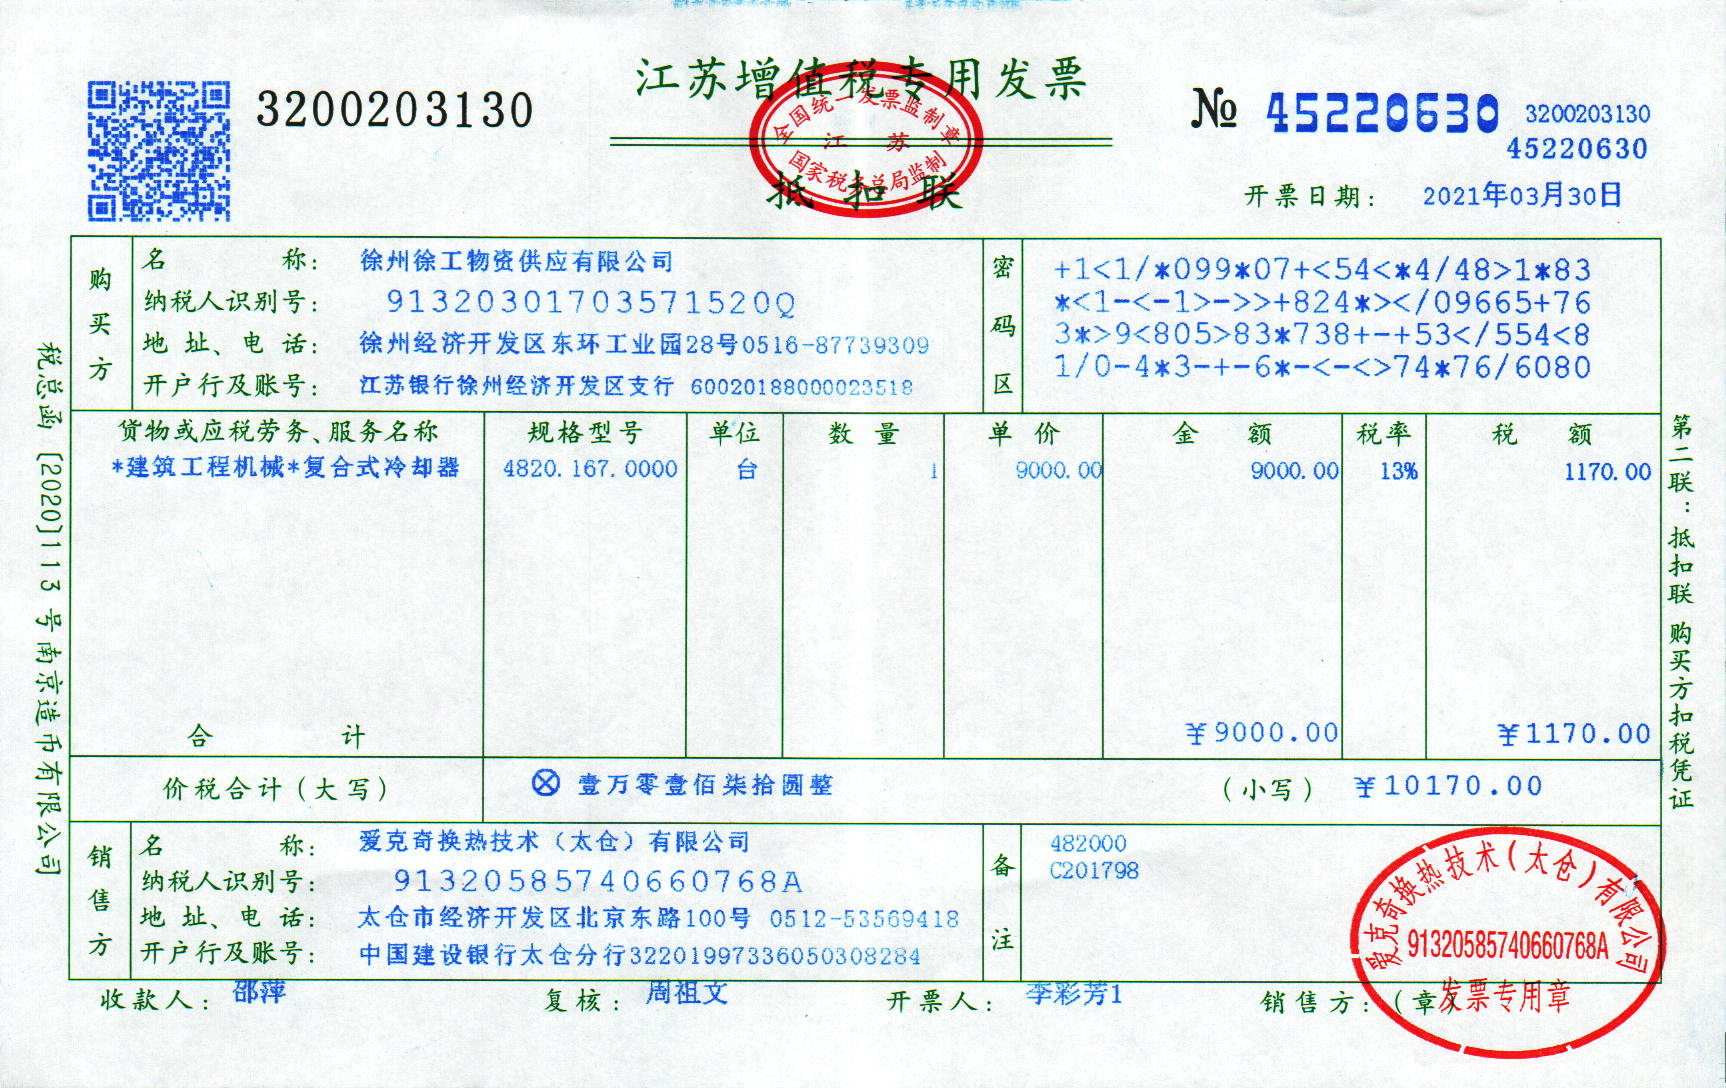 江苏增值税专用发票
3200203130
№ 45220630
3200203130
45220630
全国统一发票监制章
江 苏
国家税务总局监制
抵扣联
开票日期： 2021年03月30日
购买方
名 称： 徐州徐工物资供应有限公司
纳税人识别号： 91320301703571520Q
地 址、电 话： 徐州经济开发区东环工业园28号0516-87739309
开户行及账号： 江苏银行徐州经济开发区支行 60020188000023518
密码区
+1<1/*099*07+<54<*4/48>1*83
*<1-<-1>->>+824*></09665+76
3*>9<805>83*738+-+53</554<8
1/0-4*3-+-6*-<-<>74*76/6080
货物或应税劳务、服务名称 规格型号 单位 数 量 单 价 金 额 税率 税 额
*建筑工程机械*复合式冷却器 4820.167.0000 台 1 9000.00 9000.00 13% 1170.00
合 计 ￥9000.00 ￥1170.00
价税合计（大写） ⊗ 壹万零壹佰柒拾圆整 （小写） ￥10170.00
销售方
名 称： 爱克奇换热技术（太仓）有限公司
纳税人识别号： 91320585740660768A
地 址、电 话： 太仓市经济开发区北京东路100号 0512-53569418
开户行及账号： 中国建设银行太仓分行32201997336050308284
备注
482000
C201798
收款人： 邵萍 复核： 周祖文 开票人： 李彩芳1 销售方：（章）
爱克奇换热技术（太仓）有限公司
91320585740660768A
发票专用章
税总函〔2020〕113号南京造币有限公司
第二联：抵扣联 购买方扣税凭证